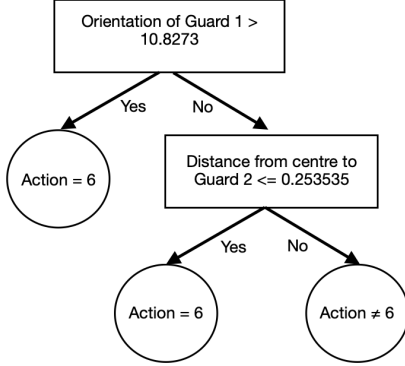 Orientation of Guard 1 >
10.8273
Yes
No
Action = 6
Distance from centre to
Guard 2 <= 0.253535
Yes
No
Action = 6
Action ≠ 6